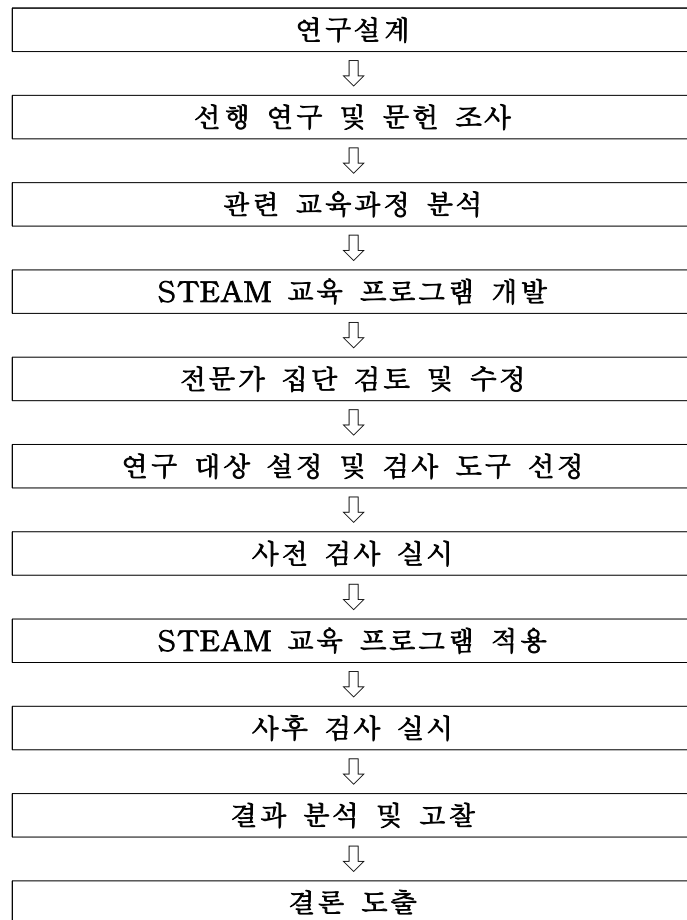 연구설계
선행 연구 및 문헌 조사
관련 교육과정 분석
STEAM 교육 프로그램 개발
전문가 집단 검토 및 수정
연구 대상 설정 및 검사 도구 선정
사전 검사 실시
STEAM 교육 프로그램 적용
사후 검사 실시
결과 분석 및 고찰
결론 도출